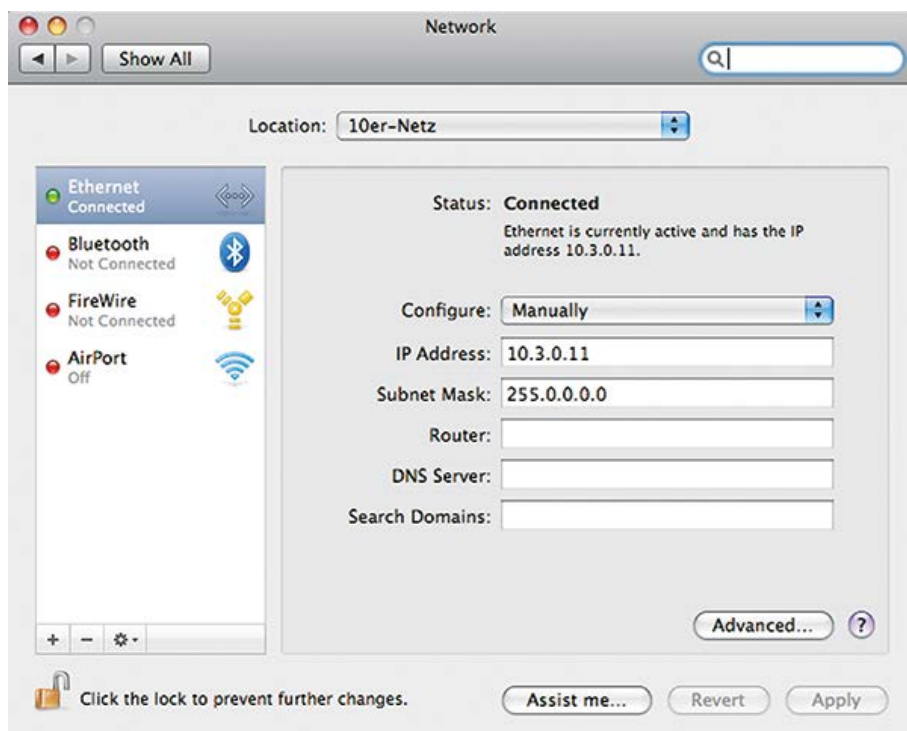 Network
Show All
Location: 10er-Netz
Ethernet
Connected
Bluetooth
Not Connected
FireWire
Not Connected
AirPort
Off
Status: Connected
Ethernet is currently active and has the IP
address 10.3.0.11.
Configure: Manually
IP Address: 10.3.0.11
Subnet Mask: 255.0.0.0
Router:
DNS Server:
Search Domains:
Advanced... ?
+ −
Click the lock to prevent further changes.
Assist me... Revert Apply